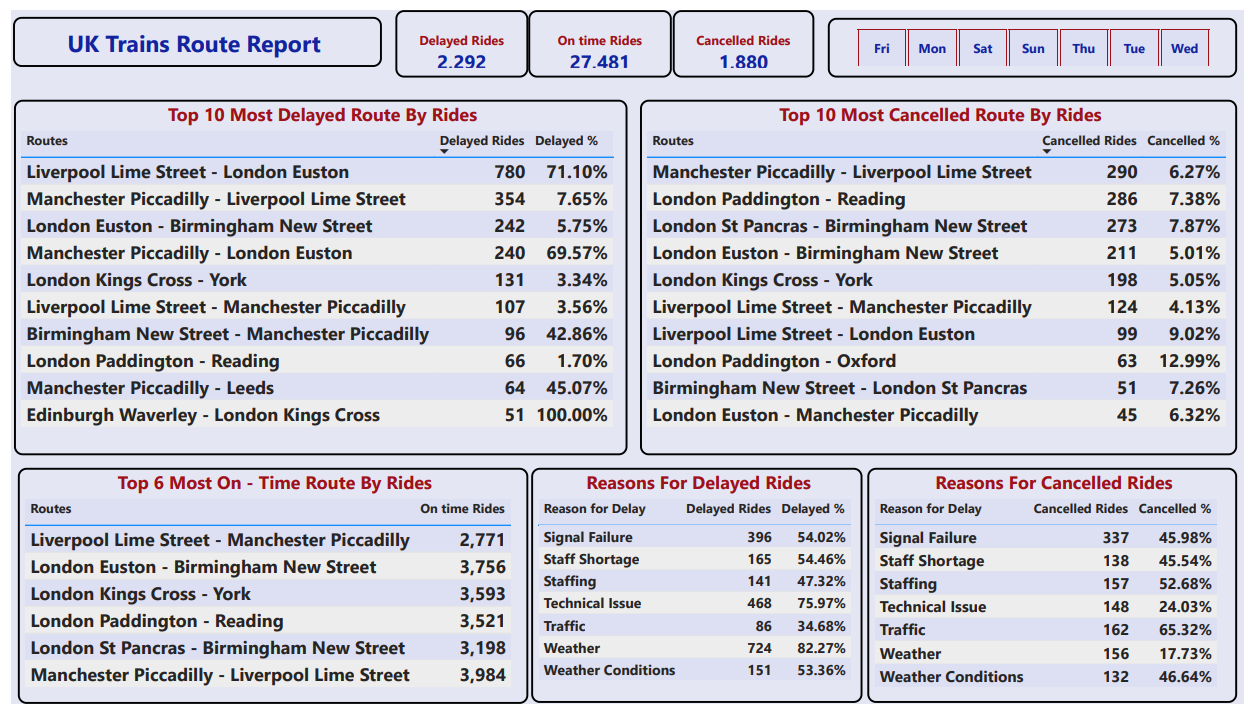 UK Trains Route Report
Delayed Rides
2,292
On time Rides
27,481
Cancelled Rides
1,880
Fri Mon Sat Sun Thu Tue Wed
Top 10 Most Delayed Route By Rides
Routes Delayed Rides Delayed %
Liverpool Lime Street - London Euston 780 71.10%
Manchester Piccadilly - Liverpool Lime Street 354 7.65%
London Euston - Birmingham New Street 242 5.75%
Manchester Piccadilly - London Euston 240 69.57%
London Kings Cross - York 131 3.34%
Liverpool Lime Street - Manchester Piccadilly 107 3.56%
Birmingham New Street - Manchester Piccadilly 96 42.86%
London Paddington - Reading 66 1.70%
Manchester Piccadilly - Leeds 64 45.07%
Edinburgh Waverley - London Kings Cross 51 100.00%
Top 10 Most Cancelled Route By Rides
Routes Cancelled Rides Cancelled %
Manchester Piccadilly - Liverpool Lime Street 290 6.27%
London Paddington - Reading 286 7.38%
London St Pancras - Birmingham New Street 273 7.87%
London Euston - Birmingham New Street 211 5.01%
London Kings Cross - York 198 5.05%
Liverpool Lime Street - Manchester Piccadilly 124 4.13%
Liverpool Lime Street - London Euston 99 9.02%
London Paddington - Oxford 63 12.99%
Birmingham New Street - London St Pancras 51 7.26%
London Euston - Manchester Piccadilly 45 6.32%
Top 6 Most On - Time Route By Rides
Routes On time Rides
Liverpool Lime Street - Manchester Piccadilly 2,771
London Euston - Birmingham New Street 3,756
London Kings Cross - York 3,593
London Paddington - Reading 3,521
London St Pancras - Birmingham New Street 3,198
Manchester Piccadilly - Liverpool Lime Street 3,984
Reasons For Delayed Rides
Reason for Delay Delayed Rides Delayed %
Signal Failure 396 54.02%
Staff Shortage 165 54.46%
Staffing 141 47.32%
Technical Issue 468 75.97%
Traffic 86 34.68%
Weather 724 82.27%
Weather Conditions 151 53.36%
Reasons For Cancelled Rides
Reason for Delay Cancelled Rides Cancelled %
Signal Failure 337 45.98%
Staff Shortage 138 45.54%
Staffing 157 52.68%
Technical Issue 148 24.03%
Traffic 162 65.32%
Weather 156 17.73%
Weather Conditions 132 46.64%